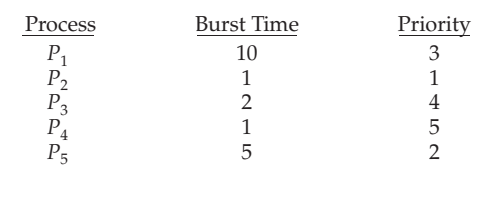 Process Burst Time Priority
P1 10 3
P2 1 1
P3 2 4
P4 1 5
P5 5 2